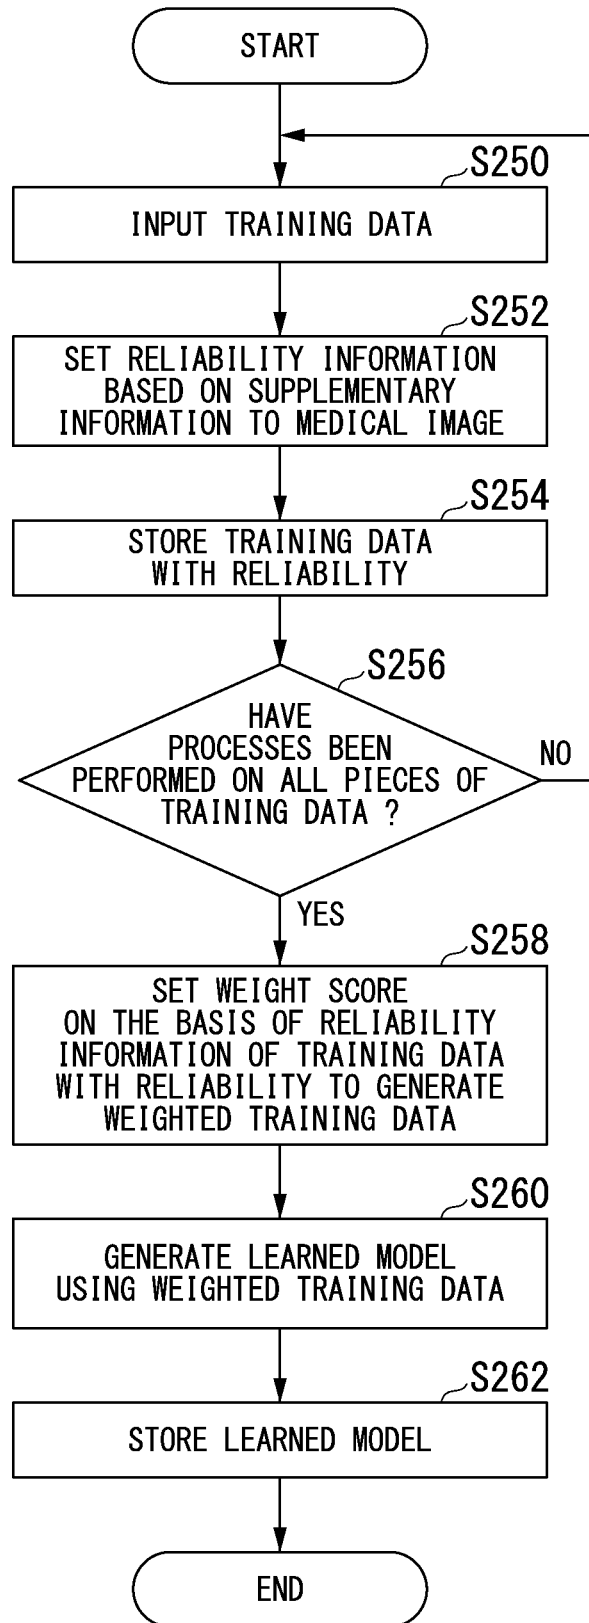 START
S250
INPUT TRAINING DATA
S252
SET RELIABILITY INFORMATION
BASED ON SUPPLEMENTARY
INFORMATION TO MEDICAL IMAGE
S254
STORE TRAINING DATA
WITH RELIABILITY
S256
HAVE
PROCESSES BEEN
PERFORMED ON ALL PIECES OF
TRAINING DATA ?
NO
YES
S258
SET WEIGHT SCORE
ON THE BASIS OF RELIABILITY
INFORMATION OF TRAINING DATA
WITH RELIABILITY TO GENERATE
WEIGHTED TRAINING DATA
S260
GENERATE LEARNED MODEL
USING WEIGHTED TRAINING DATA
S262
STORE LEARNED MODEL
END